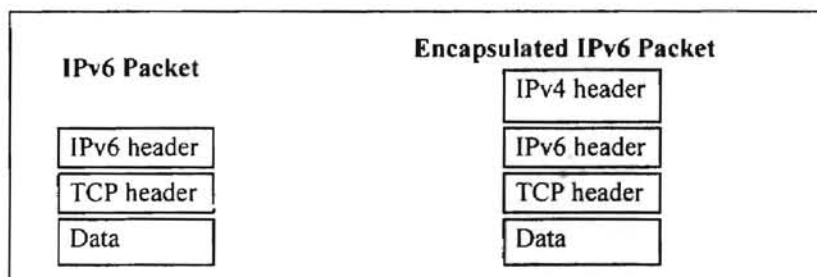 IPv6 Packet
IPv6 header
TCP header
Data
Encapsulated IPv6 Packet
IPv4 header
IPv6 header
TCP header
Data